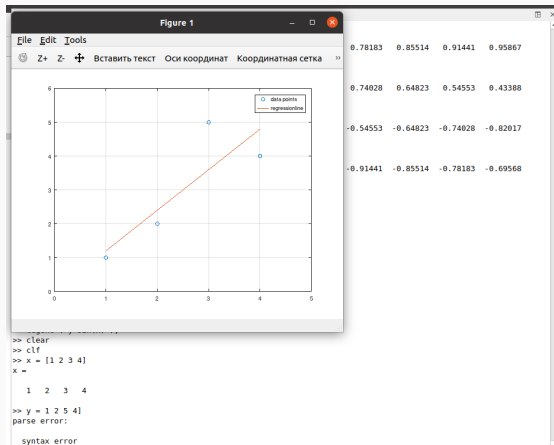 Figure 1
File Edit Tools
Z+ Z- Вставить текст Оси координат Координатная сетка »
data points
regressionline
6
5
4
3
2
1
0
0 1 2 3 4 5
0.78183 0.85514 0.91441 0.95867
0.74028 0.64823 0.54553 0.43388
-0.54553 -0.64823 -0.74028 -0.82017
-0.91441 -0.85514 -0.78183 -0.69568
>> clear
>> clf
>> x = [1 2 3 4]
x =
1 2 3 4
>> y = 1 2 5 4]
parse error:
syntax error